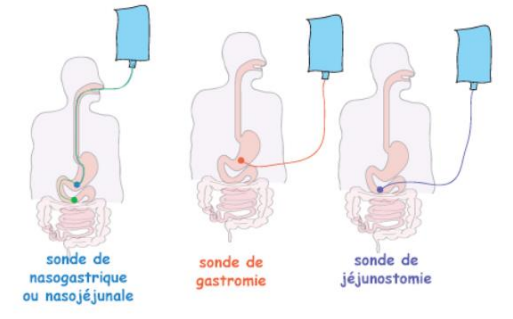 sonde de
nasogastrique
ou nasojéjunale
sonde de
gastromie
sonde de
jéjunostomie